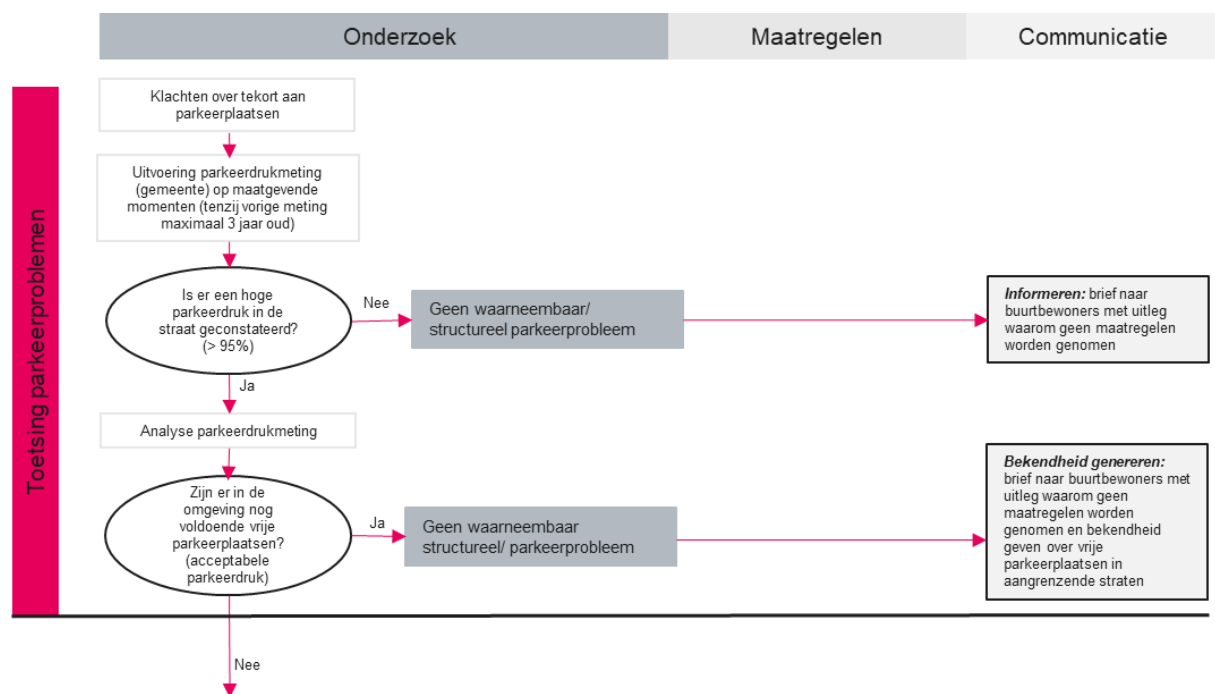 Onderzoek
Maatregelen
Communicatie
Toetsing parkeerproblemen
Klachten over tekort aan
parkeerplaatsen
Uitvoering parkeerdrukmeting
(gemeente) op maatgevende
momenten (tenzij vorige meting
maximaal 3 jaar oud)
Is er een hoge
parkeerdruk in de
straat geconstateerd?
(> 95%)
Nee
Geen waarneembaar/
structureel parkeerprobleem
Informeren: brief naar
buurtbewoners met uitleg
waarom geen maatregelen
worden genomen
Ja
Analyse parkeerdrukmeting
Zijn er in de
omgeving nog
voldoende vrije
parkeerplaatsen?
(acceptabele
parkeerdruk)
Ja
Geen waarneembaar
structureel/ parkeerprobleem
Bekendheid genereren:
brief naar buurtbewoners met
uitleg waarom geen
maatregelen worden
genomen en bekendheid
geven over vrije
parkeerplaatsen in
aangrenzende straten
Nee